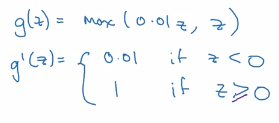 g(z) = max(0.01z, z)
g'(z) = { 0.01 if z < 0
1 if z ≥ 0